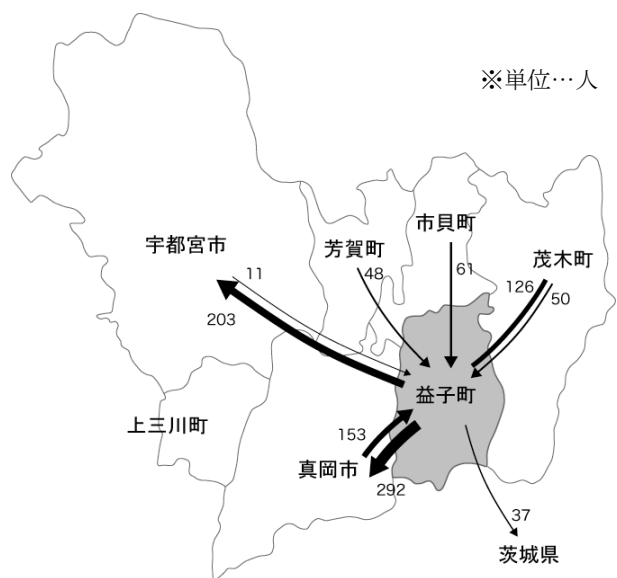 ※単位…人
市貝町
宇都宮市
芳賀町
茂木町
11
48
61
126
50
203
益子町
上三川町
153
真岡市
292
37
茨城県